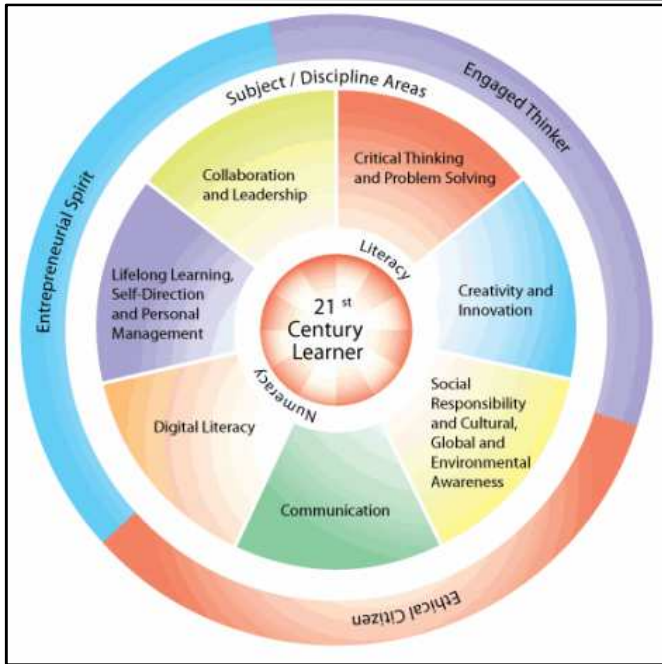 Engaged Thinker
Entrepreneurial Spirit
Ethical Citizen
Subject / Discipline Areas
Critical Thinking
and Problem Solving
Creativity and
Innovation
Social
Responsibility
and Cultural,
Global and
Environmental
Awareness
Communication
Digital Literacy
Lifelong Learning,
Self-Direction
and Personal
Management
Collaboration
and Leadership
Literacy
Numeracy
21 st
Century
Learner